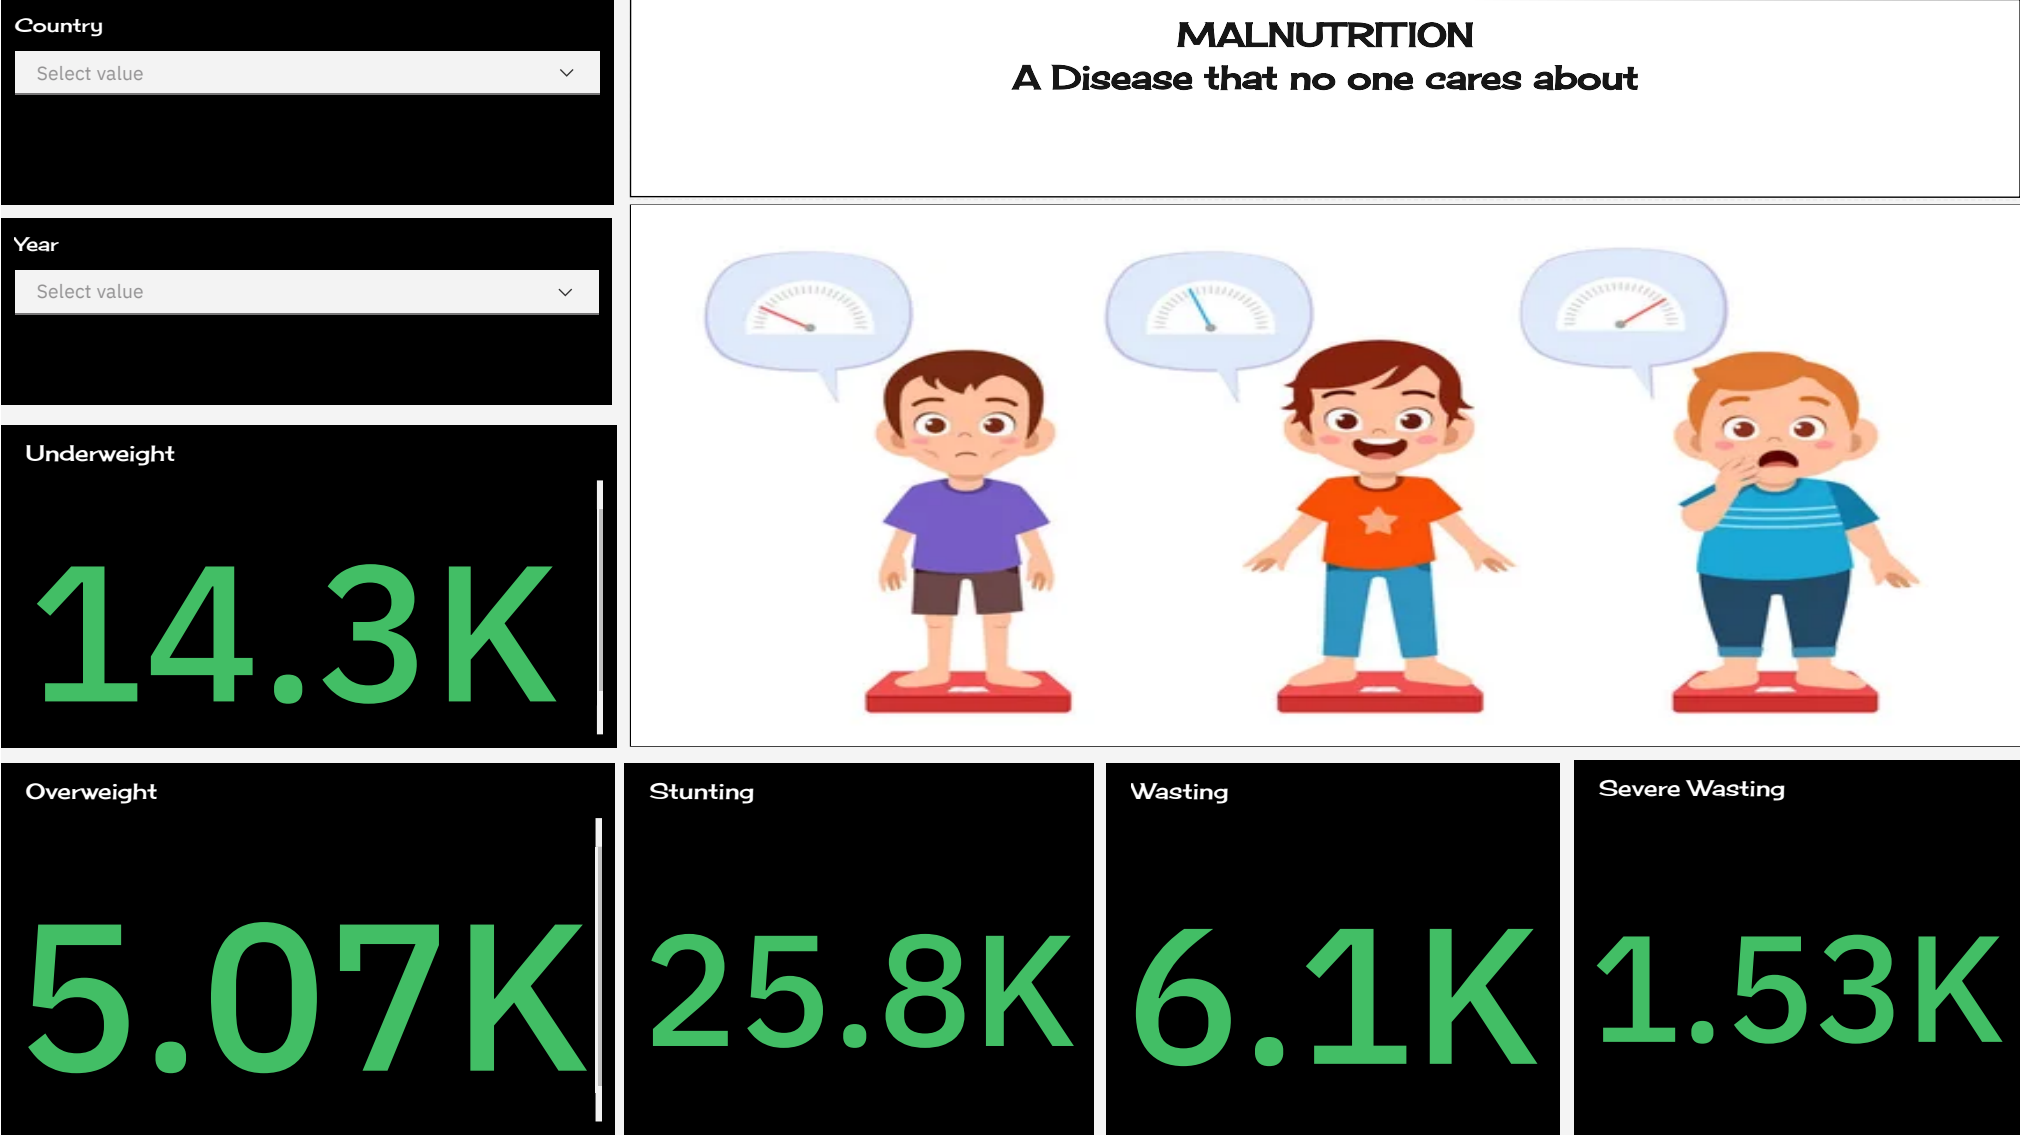 Country
Select value
MALNUTRITION
A Disease that no one cares about
Year
Select value
Underweight
14.3K
Overweight
5.07K
Stunting
25.8K
Wasting
6.1K
Severe Wasting
1.53K